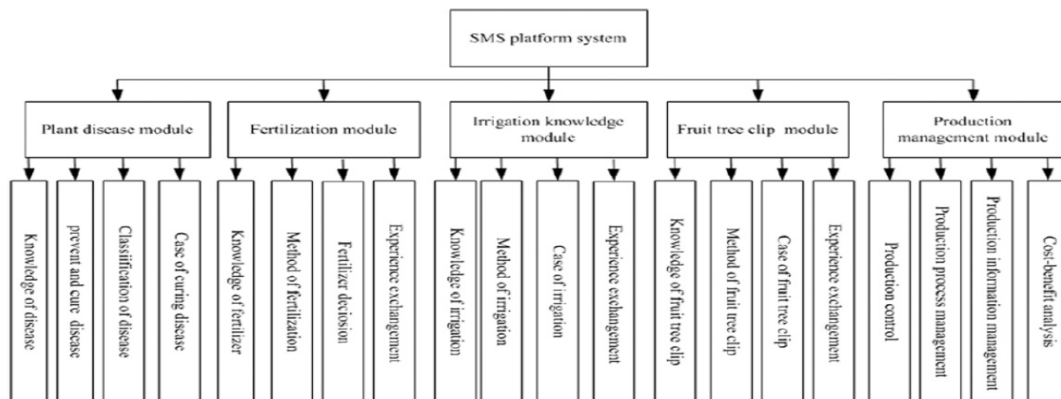 SMS platform system
Plant disease module
Fertilization module
Irrigation knowledge
module
Fruit tree clip module
Production
management module
Knowledge of disease
prevent and cure disease
Classiification of disease
Case of curing disease
Knowledge of fertilizer
Method of fertilization
Fertilizer deciosion
Experience exchangement
Knowledge of irrigation
Method of irrigation
Case of irrigation
Experience exchangement
Knowledge of fruit tree clip
Method of fruit tree clip
Case of fruit tree clip
Experience exchangement
Production control
Production process management
Production information management
Cost-benefit analysis